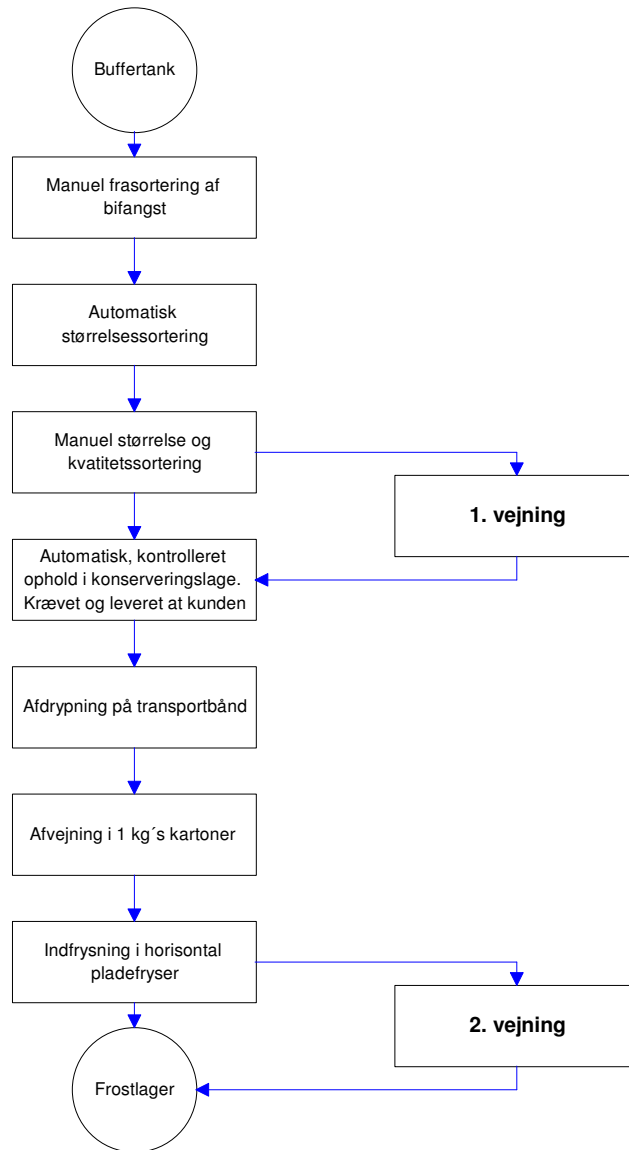 Buffertank
Manuel frasortering af
bifangst
Automatisk
størrelsessortering
Manuel størrelse og
kvatitetssortering
1. vejning
Automatisk, kontrolleret
ophold i konserveringslage.
Krævet og leveret at kunden
Afdrypning på transportbånd
Afvejning i 1 kg´s kartoner
Indfrysning i horisontal
pladefryser
2. vejning
Frostlager